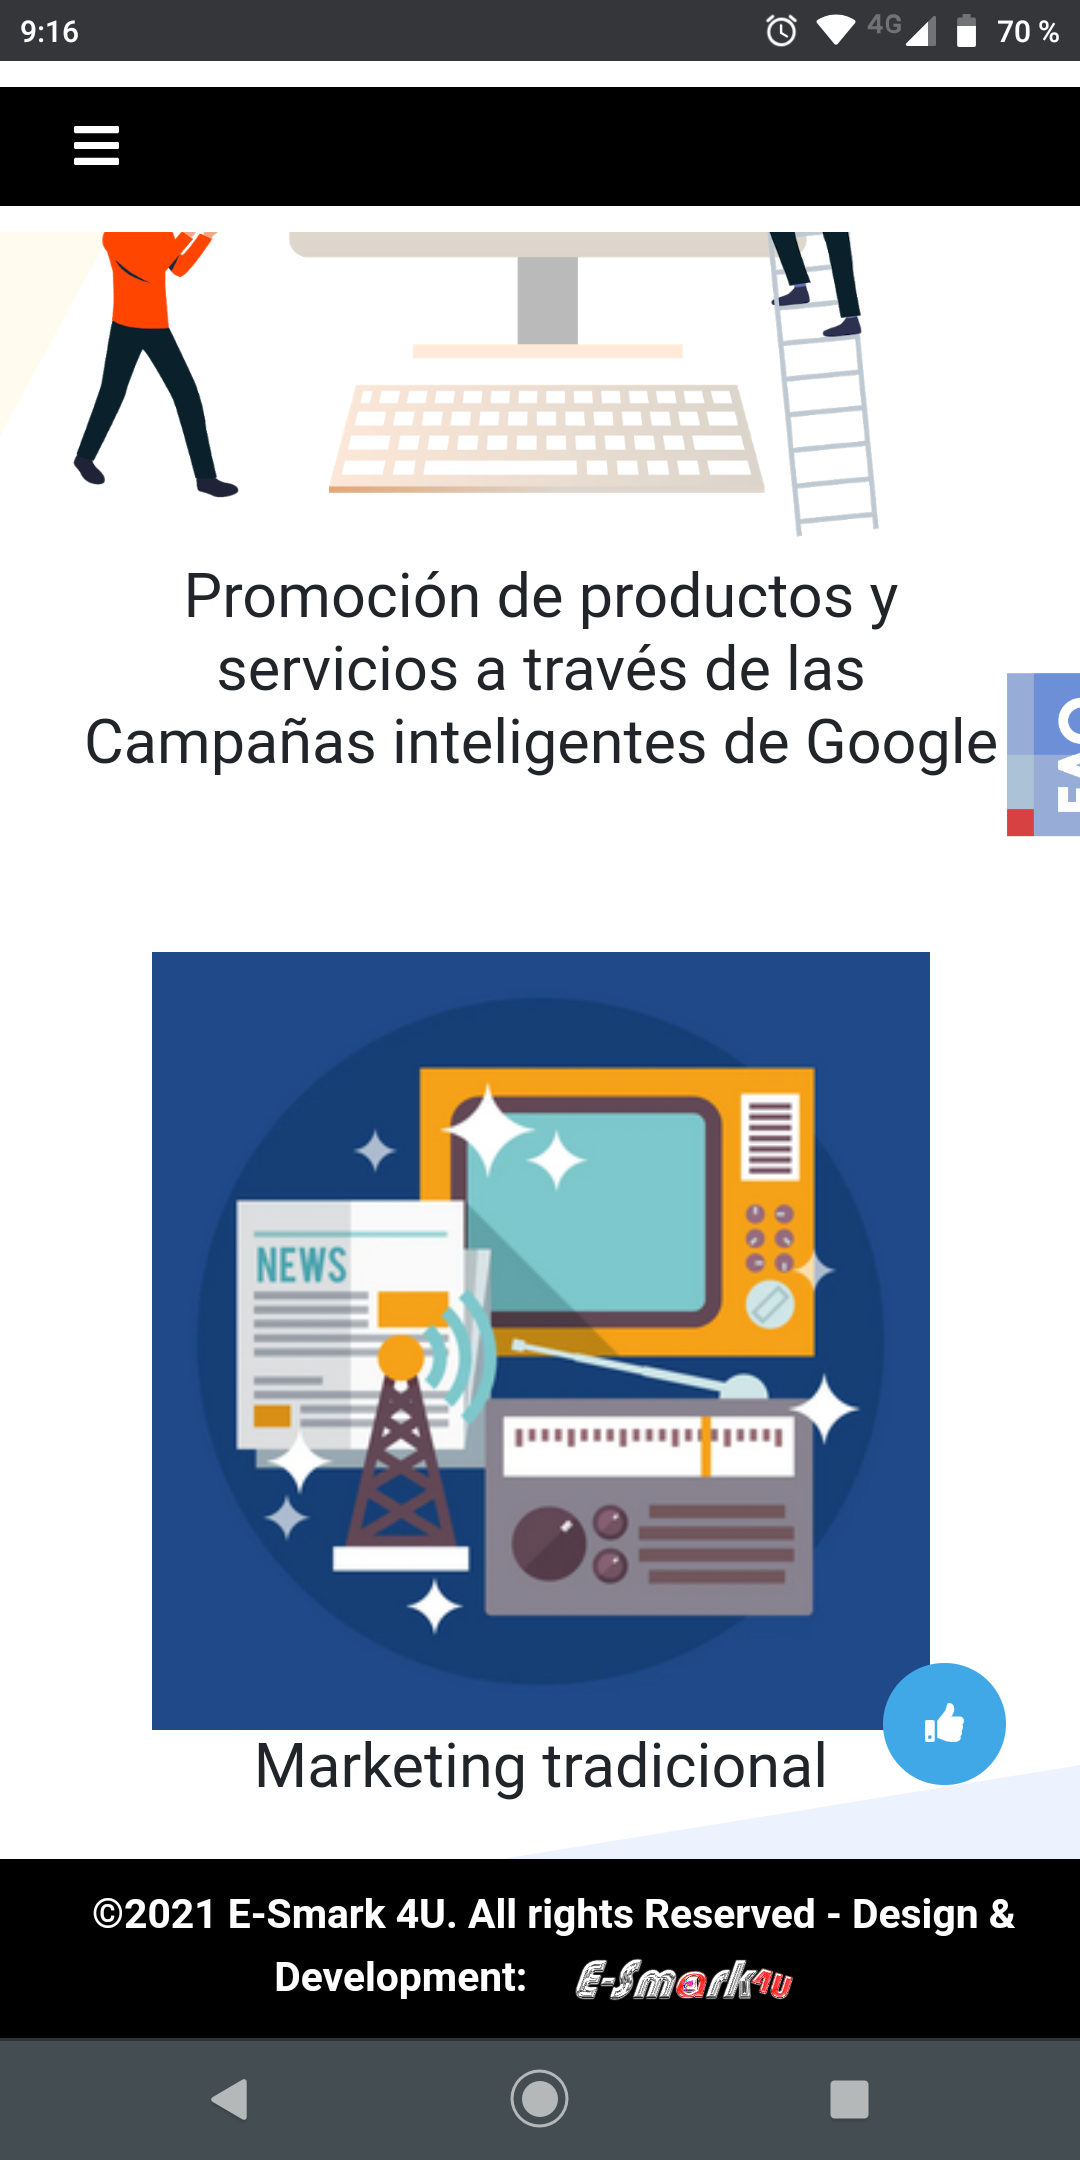 9:16
4G
70 %
Promoción de productos y
servicios a través de las
Campañas inteligentes de Google
NEWS
Marketing tradicional
©2021 E-Smark 4U. All rights Reserved - Design &
Development: E-Smark4U